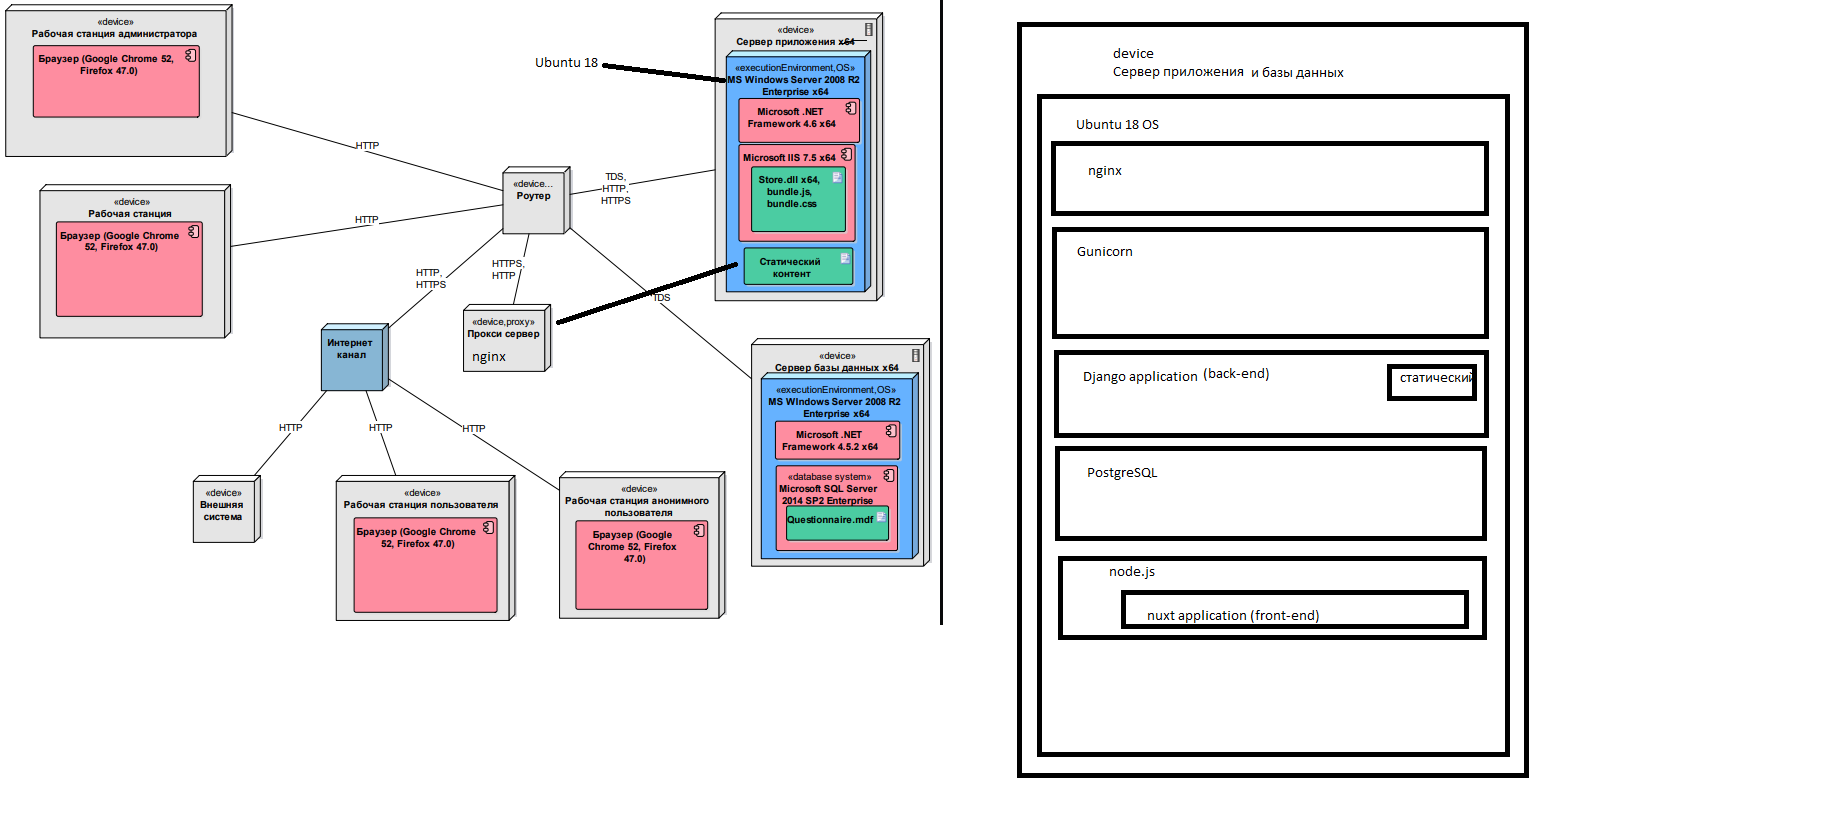 «device»
Рабочая станция администратора
Браузер (Google Chrome 52,
Firefox 47.0)
«device»
Рабочая станция
Браузер (Google Chrome
52, Firefox 47.0)
HTTP
HTTP
«device...
Роутер
TDS,
HTTP,
HTTPS
HTTP,
HTTPS
HTTPS,
HTTP
TDS
Интернет
канал
«device,proxy»
Прокси сервер
nginx
HTTP
HTTP
HTTP
«device»
Внешняя
система
«device»
Рабочая станция пользователя
Браузер (Google Chrome
52, Firefox 47.0)
«device»
Рабочая станция анонимного
пользователя
Браузер (Google
Chrome 52, Firefox
47.0)
Ubuntu 18
«device»
Сервер приложения x64
«executionEnvironment,OS»
MS Windows Server 2008 R2
Enterprise x64
Microsoft .NET
Framework 4.6 x64
Microsoft IIS 7.5 x64
Store.dll x64,
bundle.js,
bundle.css
Статический
контент
«device»
Сервер базы данных x64
«executionEnvironment,OS»
MS WIndows Server 2008 R2
Enterprise x64
Microsoft .NET
Framework 4.5.2 x64
«database system»
Microsoft SQL Server
2014 SP2 Enterprise
Questionnaire.mdf
device
Сервер приложения и базы данных
Ubuntu 18 OS
nginx
Gunicorn
Django application (back-end)
статический
PostgreSQL
node.js
nuxt application (front-end)